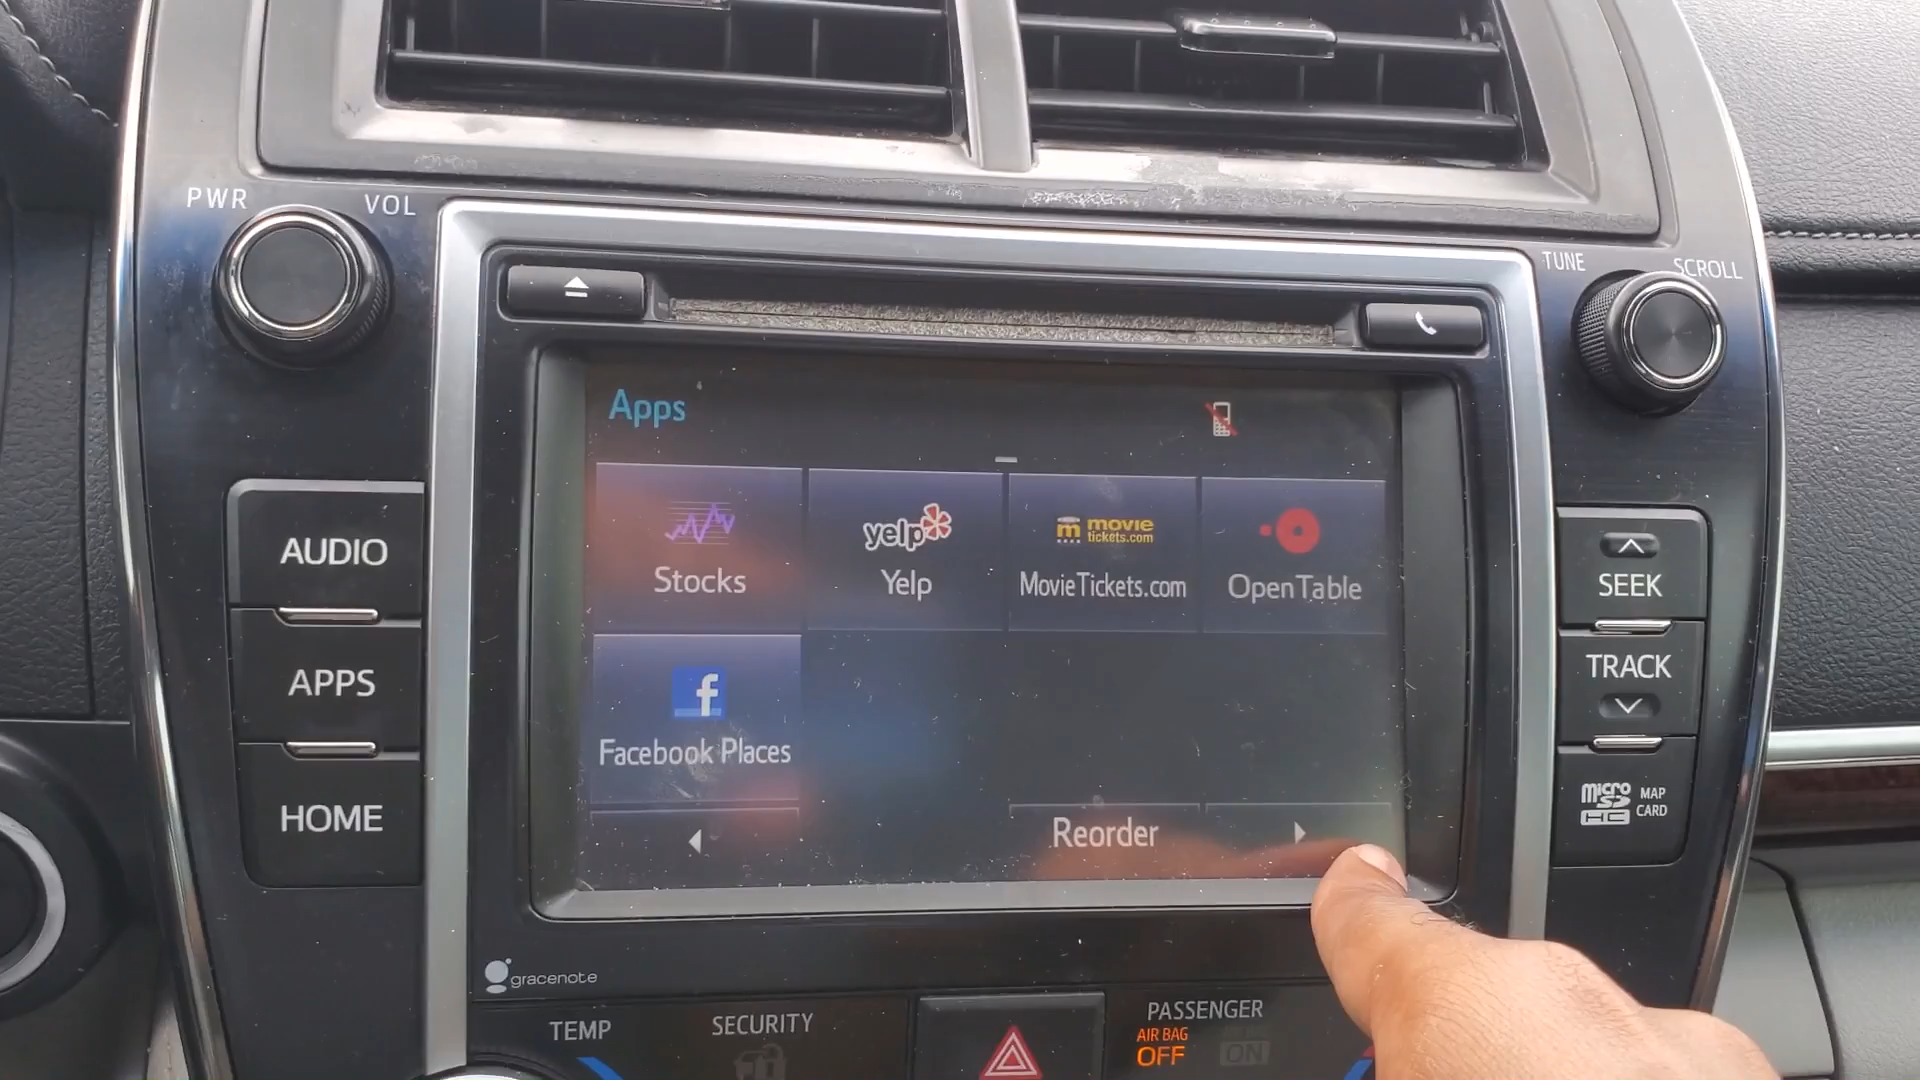 PWR VOL
TUNE SCROLL
Apps
Stocks
yelp
Yelp
m movie
tickets.com
MovieTickets.com
OpenTable
f
Facebook Places
Reorder
AUDIO
APPS
HOME
SEEK
TRACK
micro
SD
HC
MAP
CARD
gracenote
TEMP
SECURITY
PASSENGER
AIR BAG
OFF ON